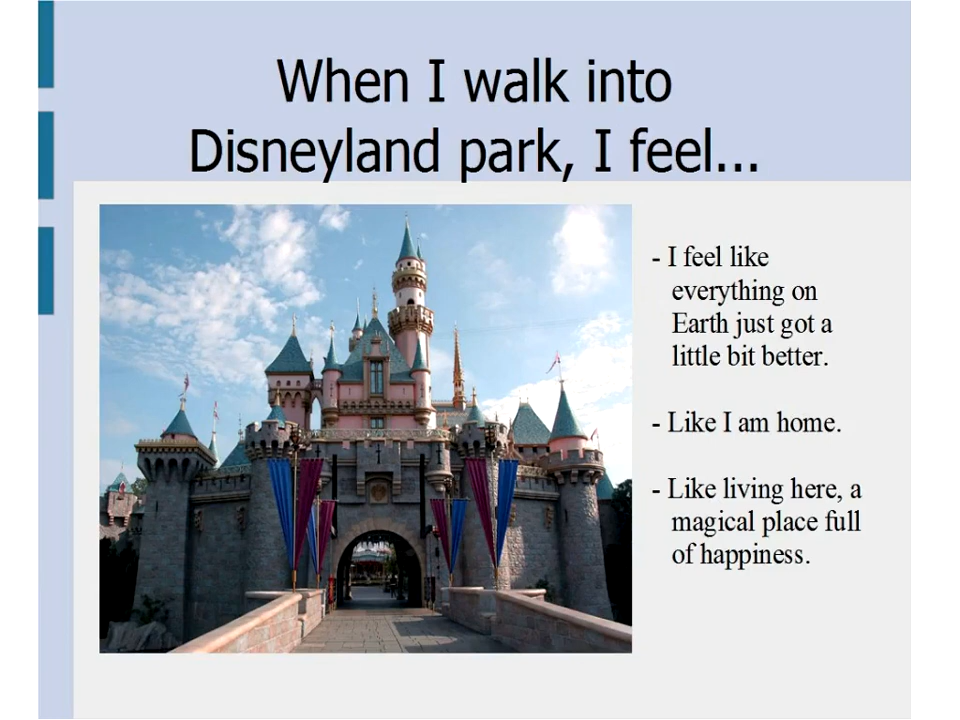 When I walk into
Disneyland park, I feel...
- I feel like
everything on
Earth just got a
little bit better.
- Like I am home.
- Like living here, a
magical place full
of happiness.